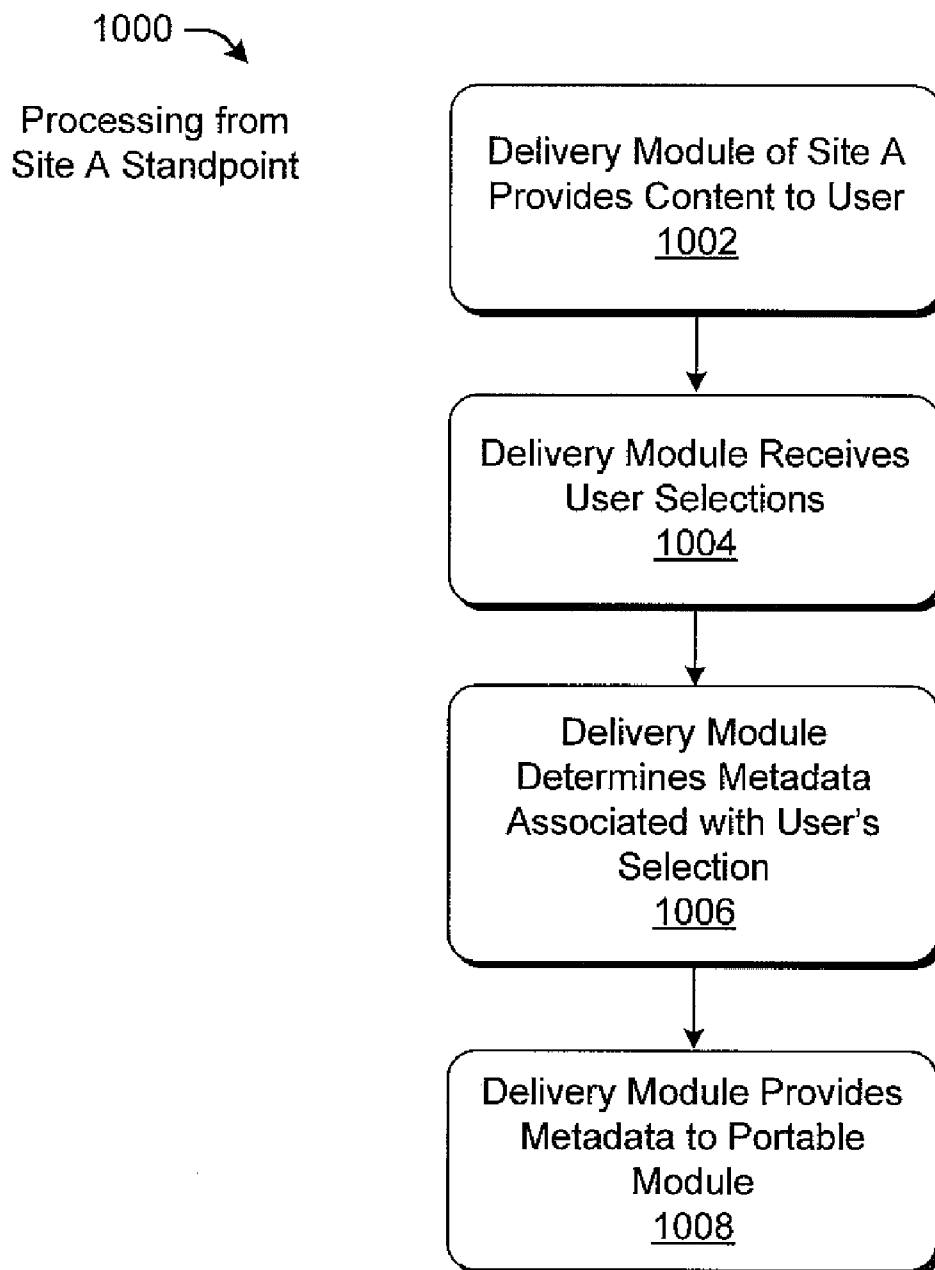 1000
Processing from
Site A Standpoint
Delivery Module of Site A
Provides Content to User
1002
Delivery Module Receives
User Selections
1004
Delivery Module
Determines Metadata
Associated with User's
Selection
1006
Delivery Module Provides
Metadata to Portable
Module
1008